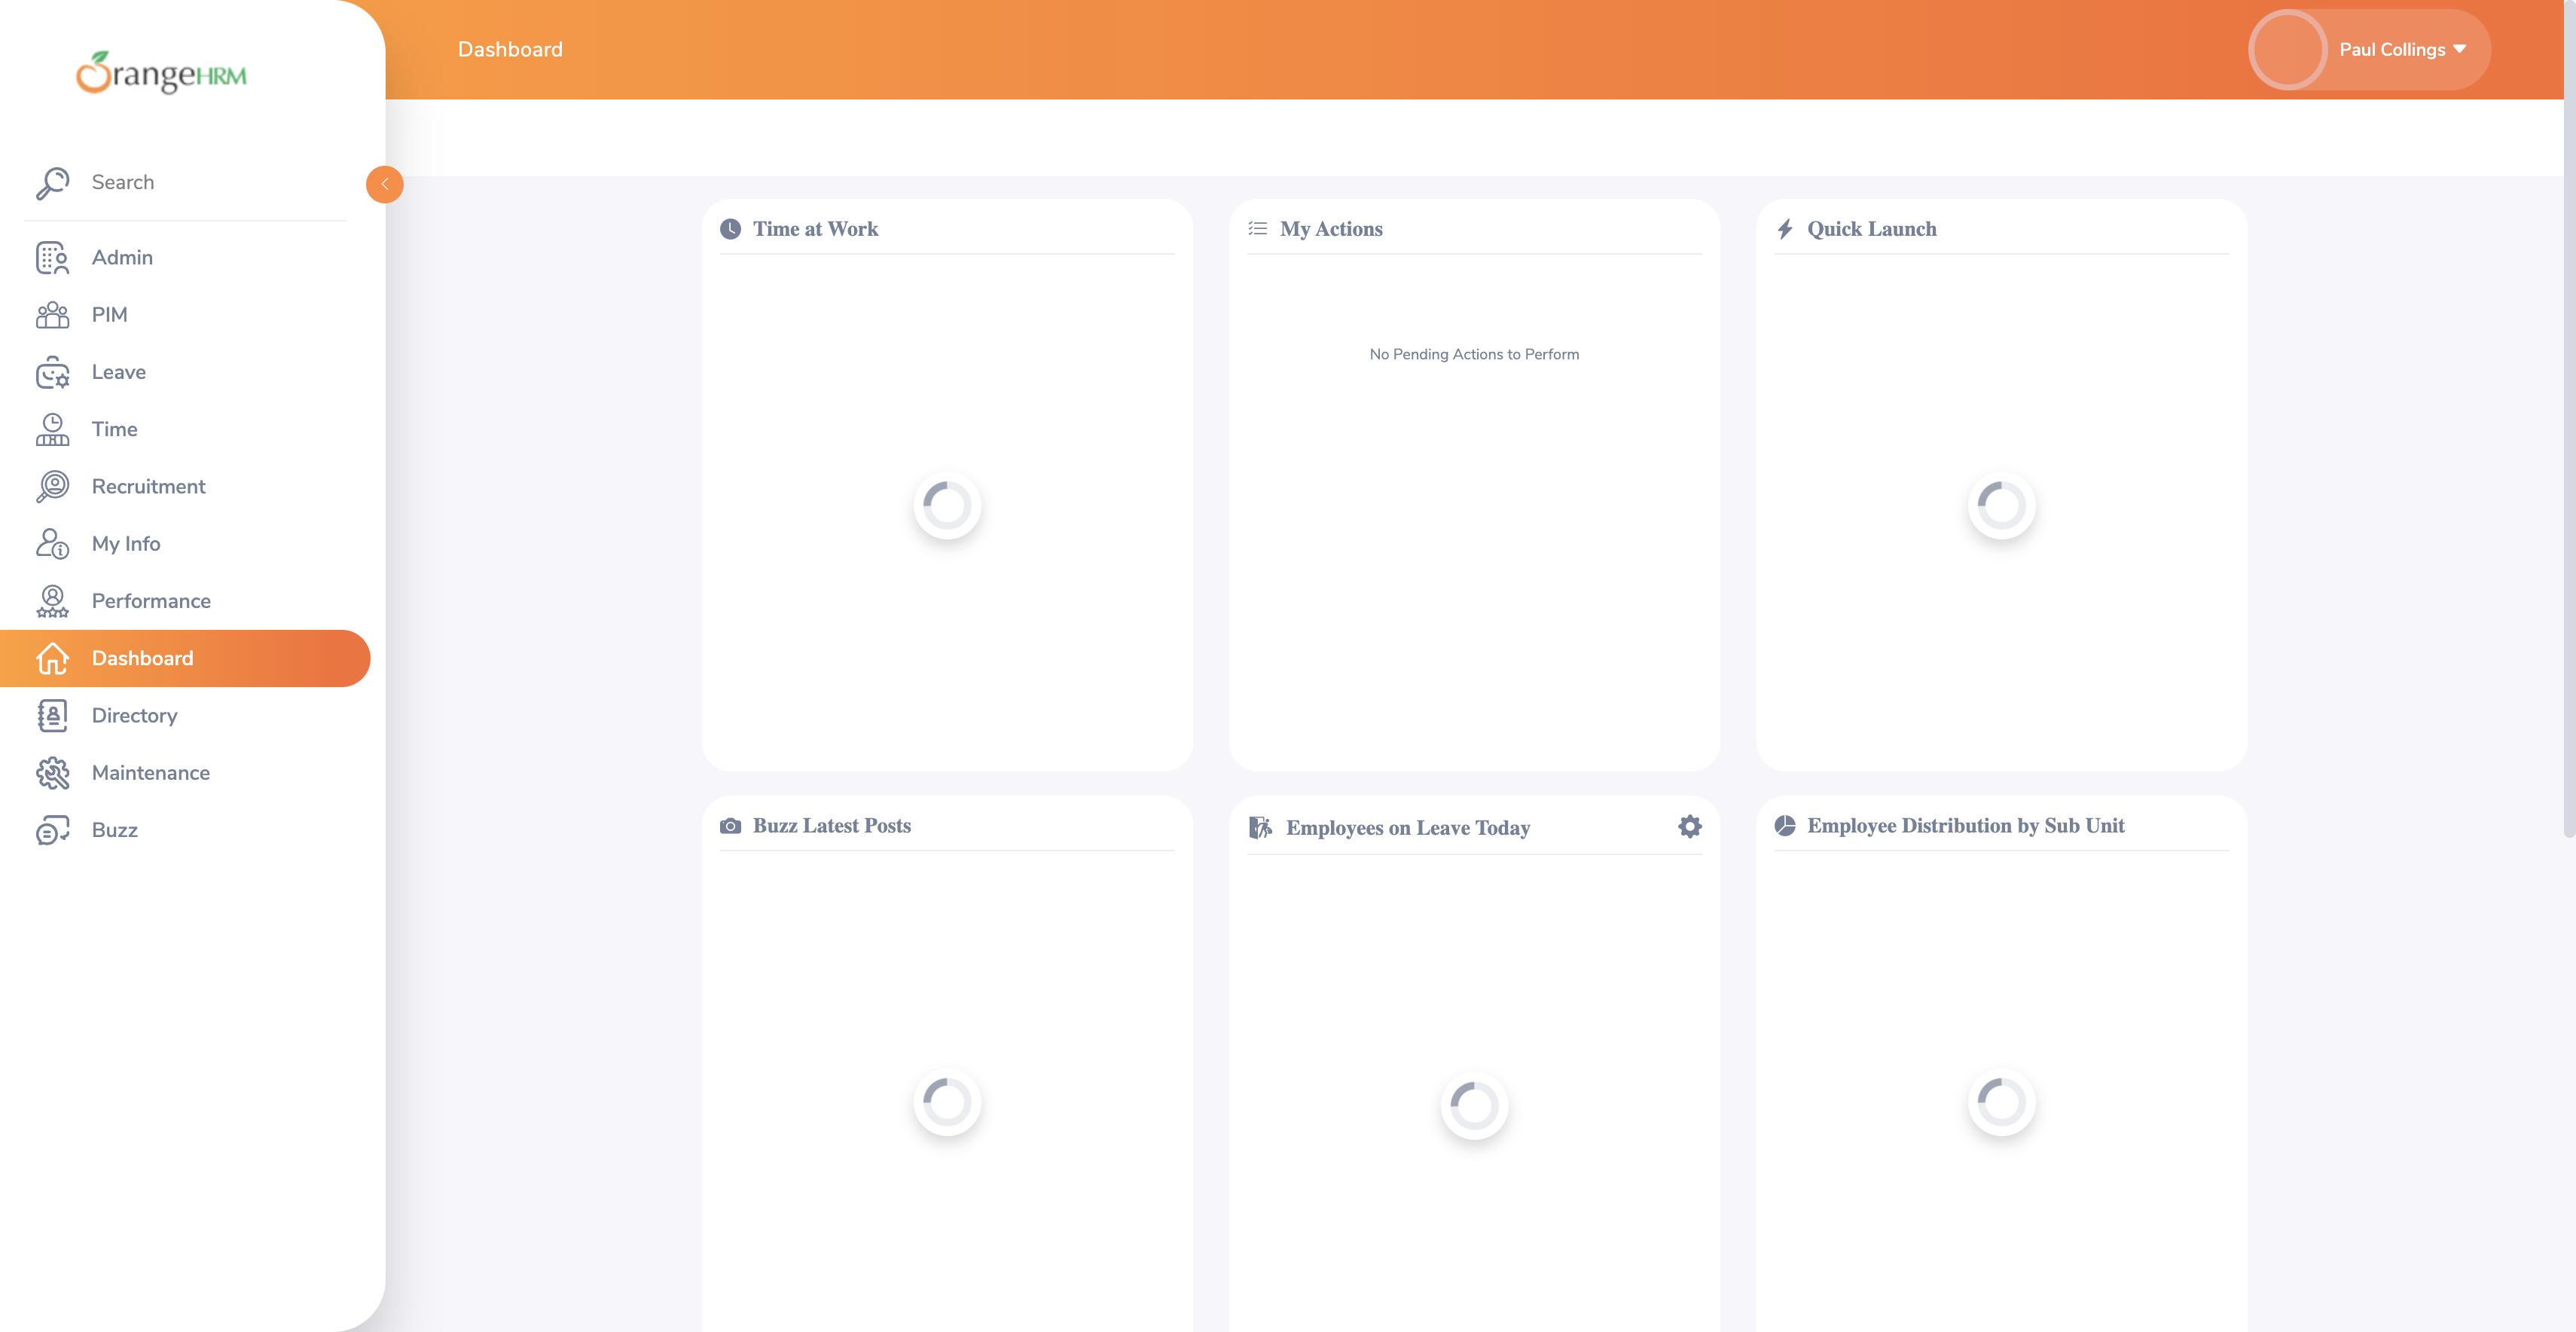 OrangeHRM
Search
Admin
PIM
Leave
Time
Recruitment
My Info
Performance
Dashboard
Directory
Maintenance
Buzz
Dashboard
Paul Collings
Time at Work
My Actions
No Pending Actions to Perform
Quick Launch
Buzz Latest Posts
Employees on Leave Today
Employee Distribution by Sub Unit